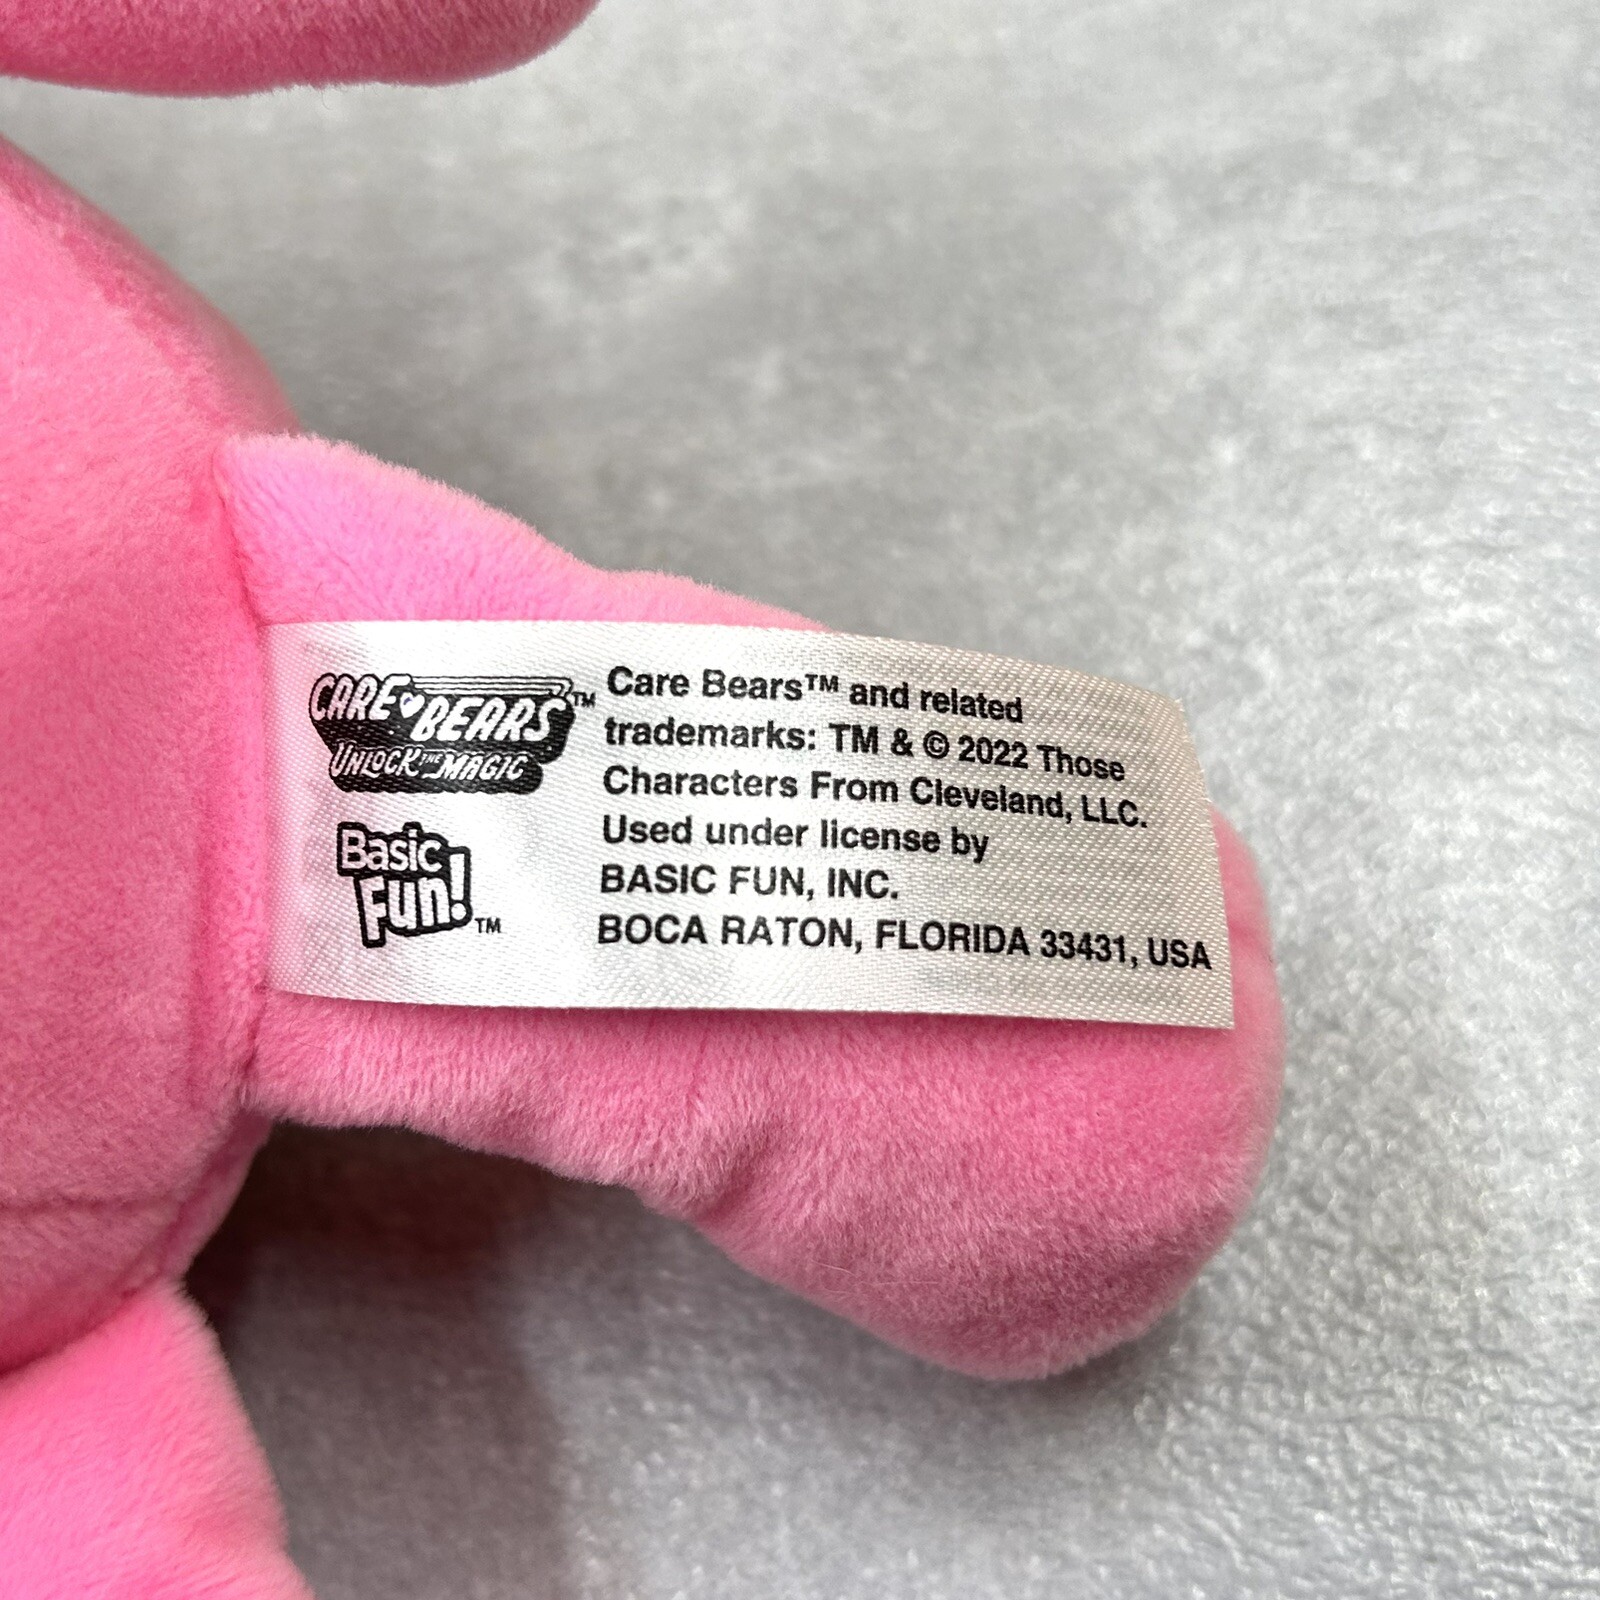 CARE BEARS™
UNLOCK THE MAGIC
Basic
Fun!™
Care Bears™ and related
trademarks: TM & © 2022 Those
Characters From Cleveland, LLC.
Used under license by
BASIC FUN, INC.
BOCA RATON, FLORIDA 33431, USA